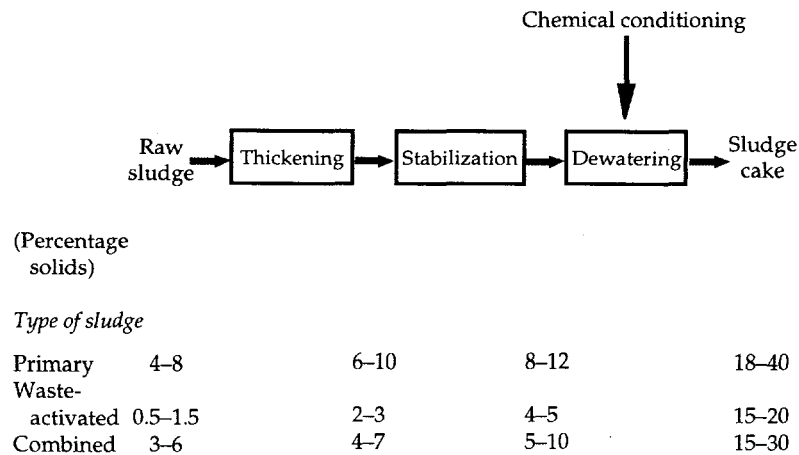 Chemical conditioning
Raw
sludge
Thickening
Stabilization
Dewatering
Sludge
cake
(Percentage
solids)
Type of sludge
Primary 4–8 6–10 8–12 18–40
Waste-
activated 0.5–1.5 2–3 4–5 15–20
Combined 3–6 4–7 5–10 15–30